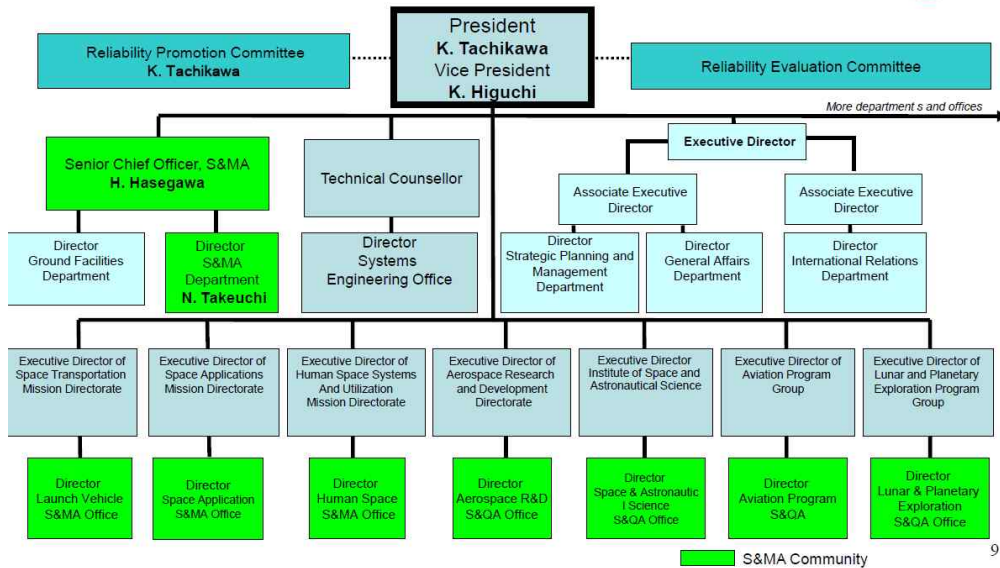 President
K. Tachikawa
Vice President
K. Higuchi
Reliability Promotion Committee
K. Tachikawa
Reliability Evaluation Committee
More department s and offices
Senior Chief Officer, S&MA
H. Hasegawa
Technical Counsellor
Executive Director
Associate Executive
Director
Associate Executive
Director
Director
Ground Facilities
Department
Director
S&MA
Department
N. Takeuchi
Director
Systems
Engineering Office
Director
Strategic Planning and
Management
Department
Director
General Affairs
Department
Director
International Relations
Department
Executive Director of
Space Transportation
Mission Directorate
Executive Director of
Space Applications
Mission Directorate
Executive Director of
Human Space Systems
And Utilization
Mission Directorate
Executive Director of
Aerospace Research
and Development
Directorate
Executive Director
Institute of Space and
Astronautical Science
Executive Director of
Aviation Program
Group
Executive Director of
Lunar and Planetary
Exploration Program
Group
Director
Launch Vehicle
S&MA Office
Director
Space Application
S&MA Office
Director
Human Space
S&MA Office
Director
Aerospace R&D
S&QA Office
Director
Space & Astronautic
l Science
S&QA Office
Director
Aviation Program
S&QA
Director
Lunar & Planetary
Exploration
S&QA Office
S&MA Community
9